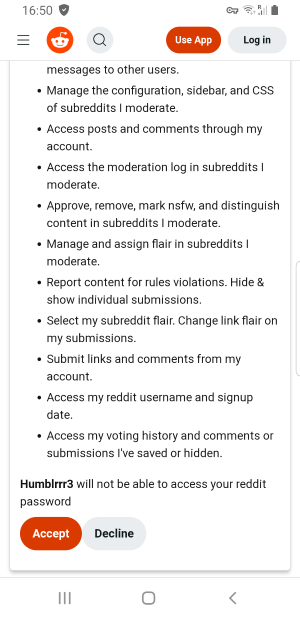 16:50
Use App
Log in
messages to other users.
• Manage the configuration, sidebar, and CSS
of subreddits I moderate.
• Access posts and comments through my
account.
• Access the moderation log in subreddits I
moderate.
• Approve, remove, mark nsfw, and distinguish
content in subreddits I moderate.
• Manage and assign flair in subreddits I
moderate.
• Report content for rules violations. Hide &
show individual submissions.
• Select my subreddit flair. Change link flair on
my submissions.
• Submit links and comments from my
account.
• Access my reddit username and signup
date.
• Access my voting history and comments or
submissions I've saved or hidden.
Humblrrr3 will not be able to access your reddit
password
Accept
Decline